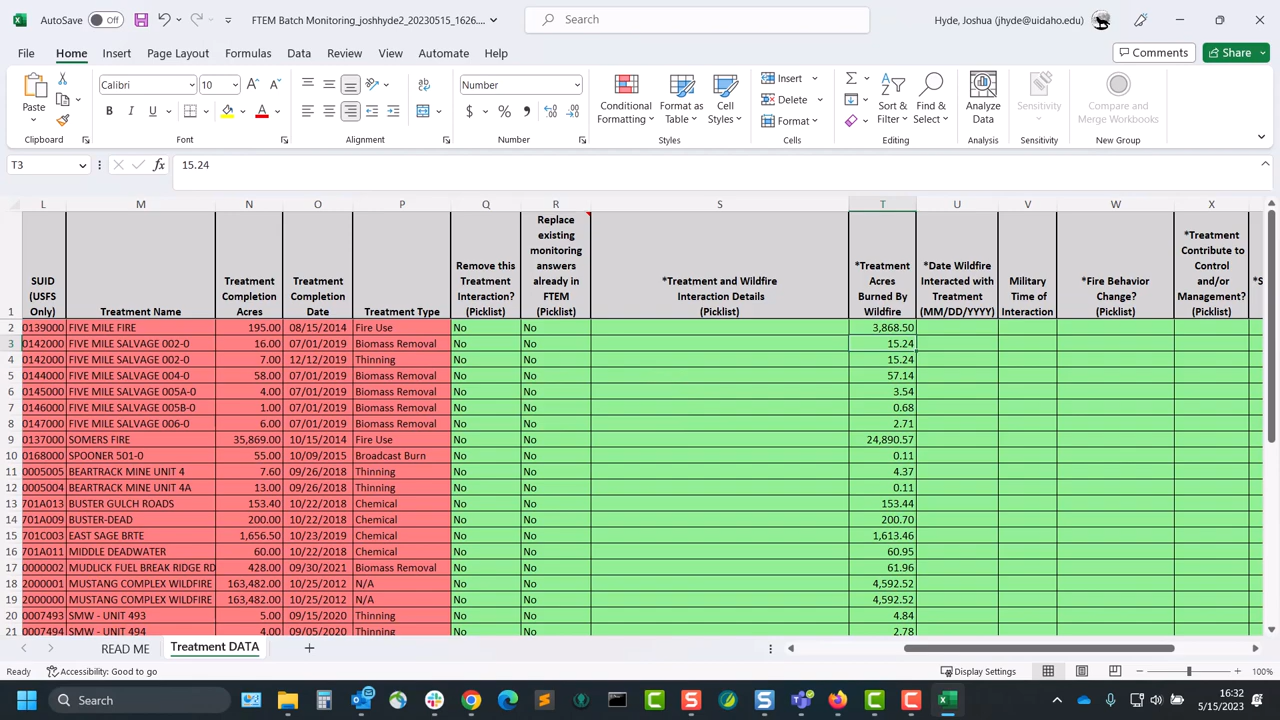 AutoSave Off FTEM Batch Monitoring_joshhyde2_20230515_1626.... Search Hyde, Joshua (jhyde@uidaho.edu)
File Home Insert Page Layout Formulas Data Review View Automate Help Comments Share
Paste Calibri 10 Number Conditional Formatting Format as Table Cell Styles Insert Delete Format Sort & Filter Find & Select Analyze Data Sensitivity Compare and Merge Workbooks
Clipboard Font Alignment Number Styles Cells Editing Analysis Sensitivity New Group
T3 fx 15.24
L M N O P Q R S T U V W X
1 SUID (USFS Only) Treatment Name Treatment Completion Acres Treatment Completion Date Treatment Type Remove this Treatment Interaction? (Picklist) Replace existing monitoring answers already in FTEM (Picklist) *Treatment and Wildfire Interaction Details (Picklist) *Treatment Acres Burned By Wildfire *Date Wildfire Interacted with Treatment (MM/DD/YYYY) Military Time of Interaction *Fire Behavior Change? (Picklist) *Treatment Contribute to Control and/or Management? (Picklist) *S
2 0139000 FIVE MILE FIRE 195.00 08/15/2014 Fire Use No No 3,868.50
3 0142000 FIVE MILE SALVAGE 002-0 16.00 07/01/2019 Biomass Removal No No 15.24
4 0142000 FIVE MILE SALVAGE 002-0 7.00 12/12/2019 Thinning No No 15.24
5 0144000 FIVE MILE SALVAGE 004-0 58.00 07/01/2019 Biomass Removal No No 57.14
6 0145000 FIVE MILE SALVAGE 005A-0 4.00 07/01/2019 Biomass Removal No No 3.54
7 0146000 FIVE MILE SALVAGE 005B-0 1.00 07/01/2019 Biomass Removal No No 0.68
8 0147000 FIVE MILE SALVAGE 006-0 6.00 07/01/2019 Biomass Removal No No 2.71
9 0137000 SOMERS FIRE 35,869.00 10/15/2014 Fire Use No No 24,890.57
10 0168000 SPOONER 501-0 55.00 10/09/2015 Broadcast Burn No No 0.11
11 0005005 BEARTRACK MINE UNIT 4 7.60 09/26/2018 Thinning No No 4.37
12 0005004 BEARTRACK MINE UNIT 4A 13.00 09/26/2018 Thinning No No 0.11
13 701A013 BUSTER GULCH ROADS 153.40 10/22/2018 Chemical No No 153.44
14 701A009 BUSTER-DEAD 200.00 10/22/2018 Chemical No No 200.70
15 701C003 EAST SAGE BRTE 1,656.50 10/23/2019 Chemical No No 1,613.46
16 701A011 MIDDLE DEADWATER 60.00 10/22/2018 Chemical No No 60.95
17 0000002 MUDLICK FUEL BREAK RIDGE RD 428.00 09/30/2021 Biomass Removal No No 61.96
18 2000001 MUSTANG COMPLEX WILDFIRE 163,482.00 10/25/2012 N/A No No 4,592.52
19 2000000 MUSTANG COMPLEX WILDFIRE 163,482.00 10/25/2012 N/A No No 4,592.52
20 0007493 SMW - UNIT 493 5.00 09/15/2020 Thinning No No 4.84
21 0007494 SMW - UNIT 494 4.00 09/05/2020 Thinning No No 2.78
READ ME Treatment DATA
Ready Accessibility: Good to go Display Settings 100%
Search 16:32
5/15/2023